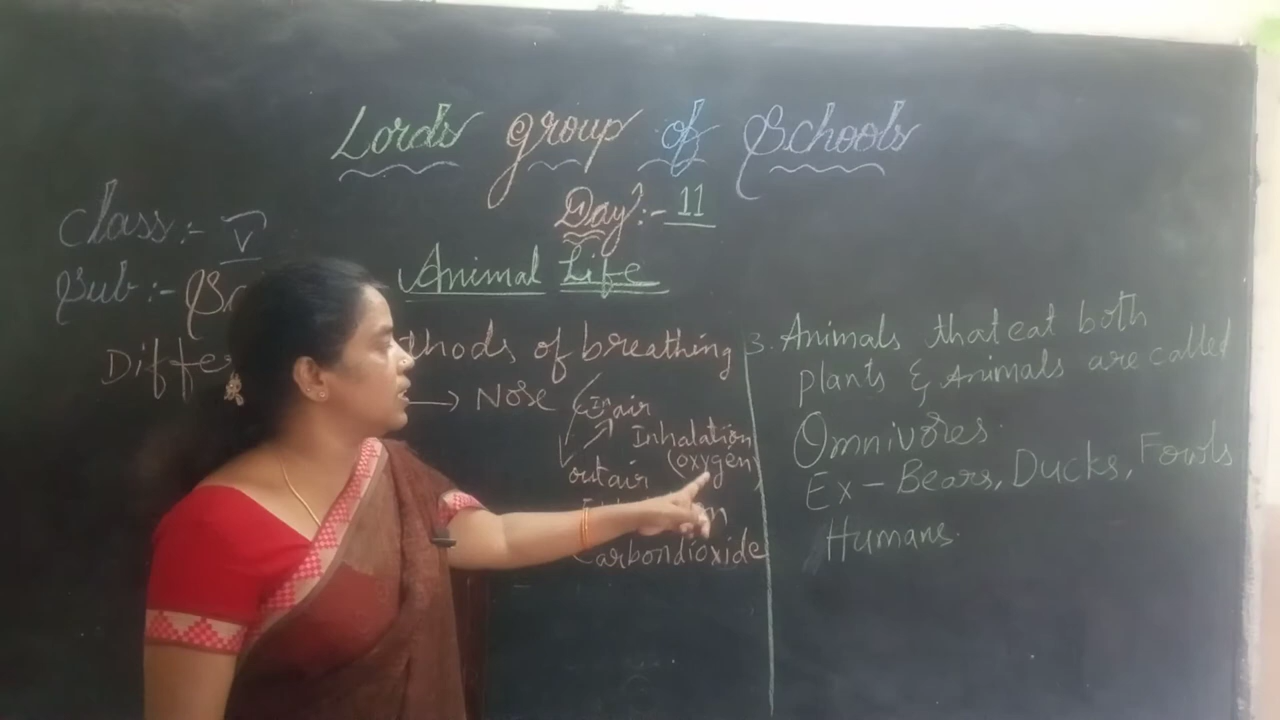 Lords group of Schools
Day:- 11
Class:- V
Sub:- Sc
Animal Life
Differ thods of breathing
→ Nose
In air
Inhalation
(oxygen)
out air
Carbondioxide
3. Animals that eat both
plants & Animals are called
Omnivores.
Ex - Bears, Ducks, Fowls
Humans.